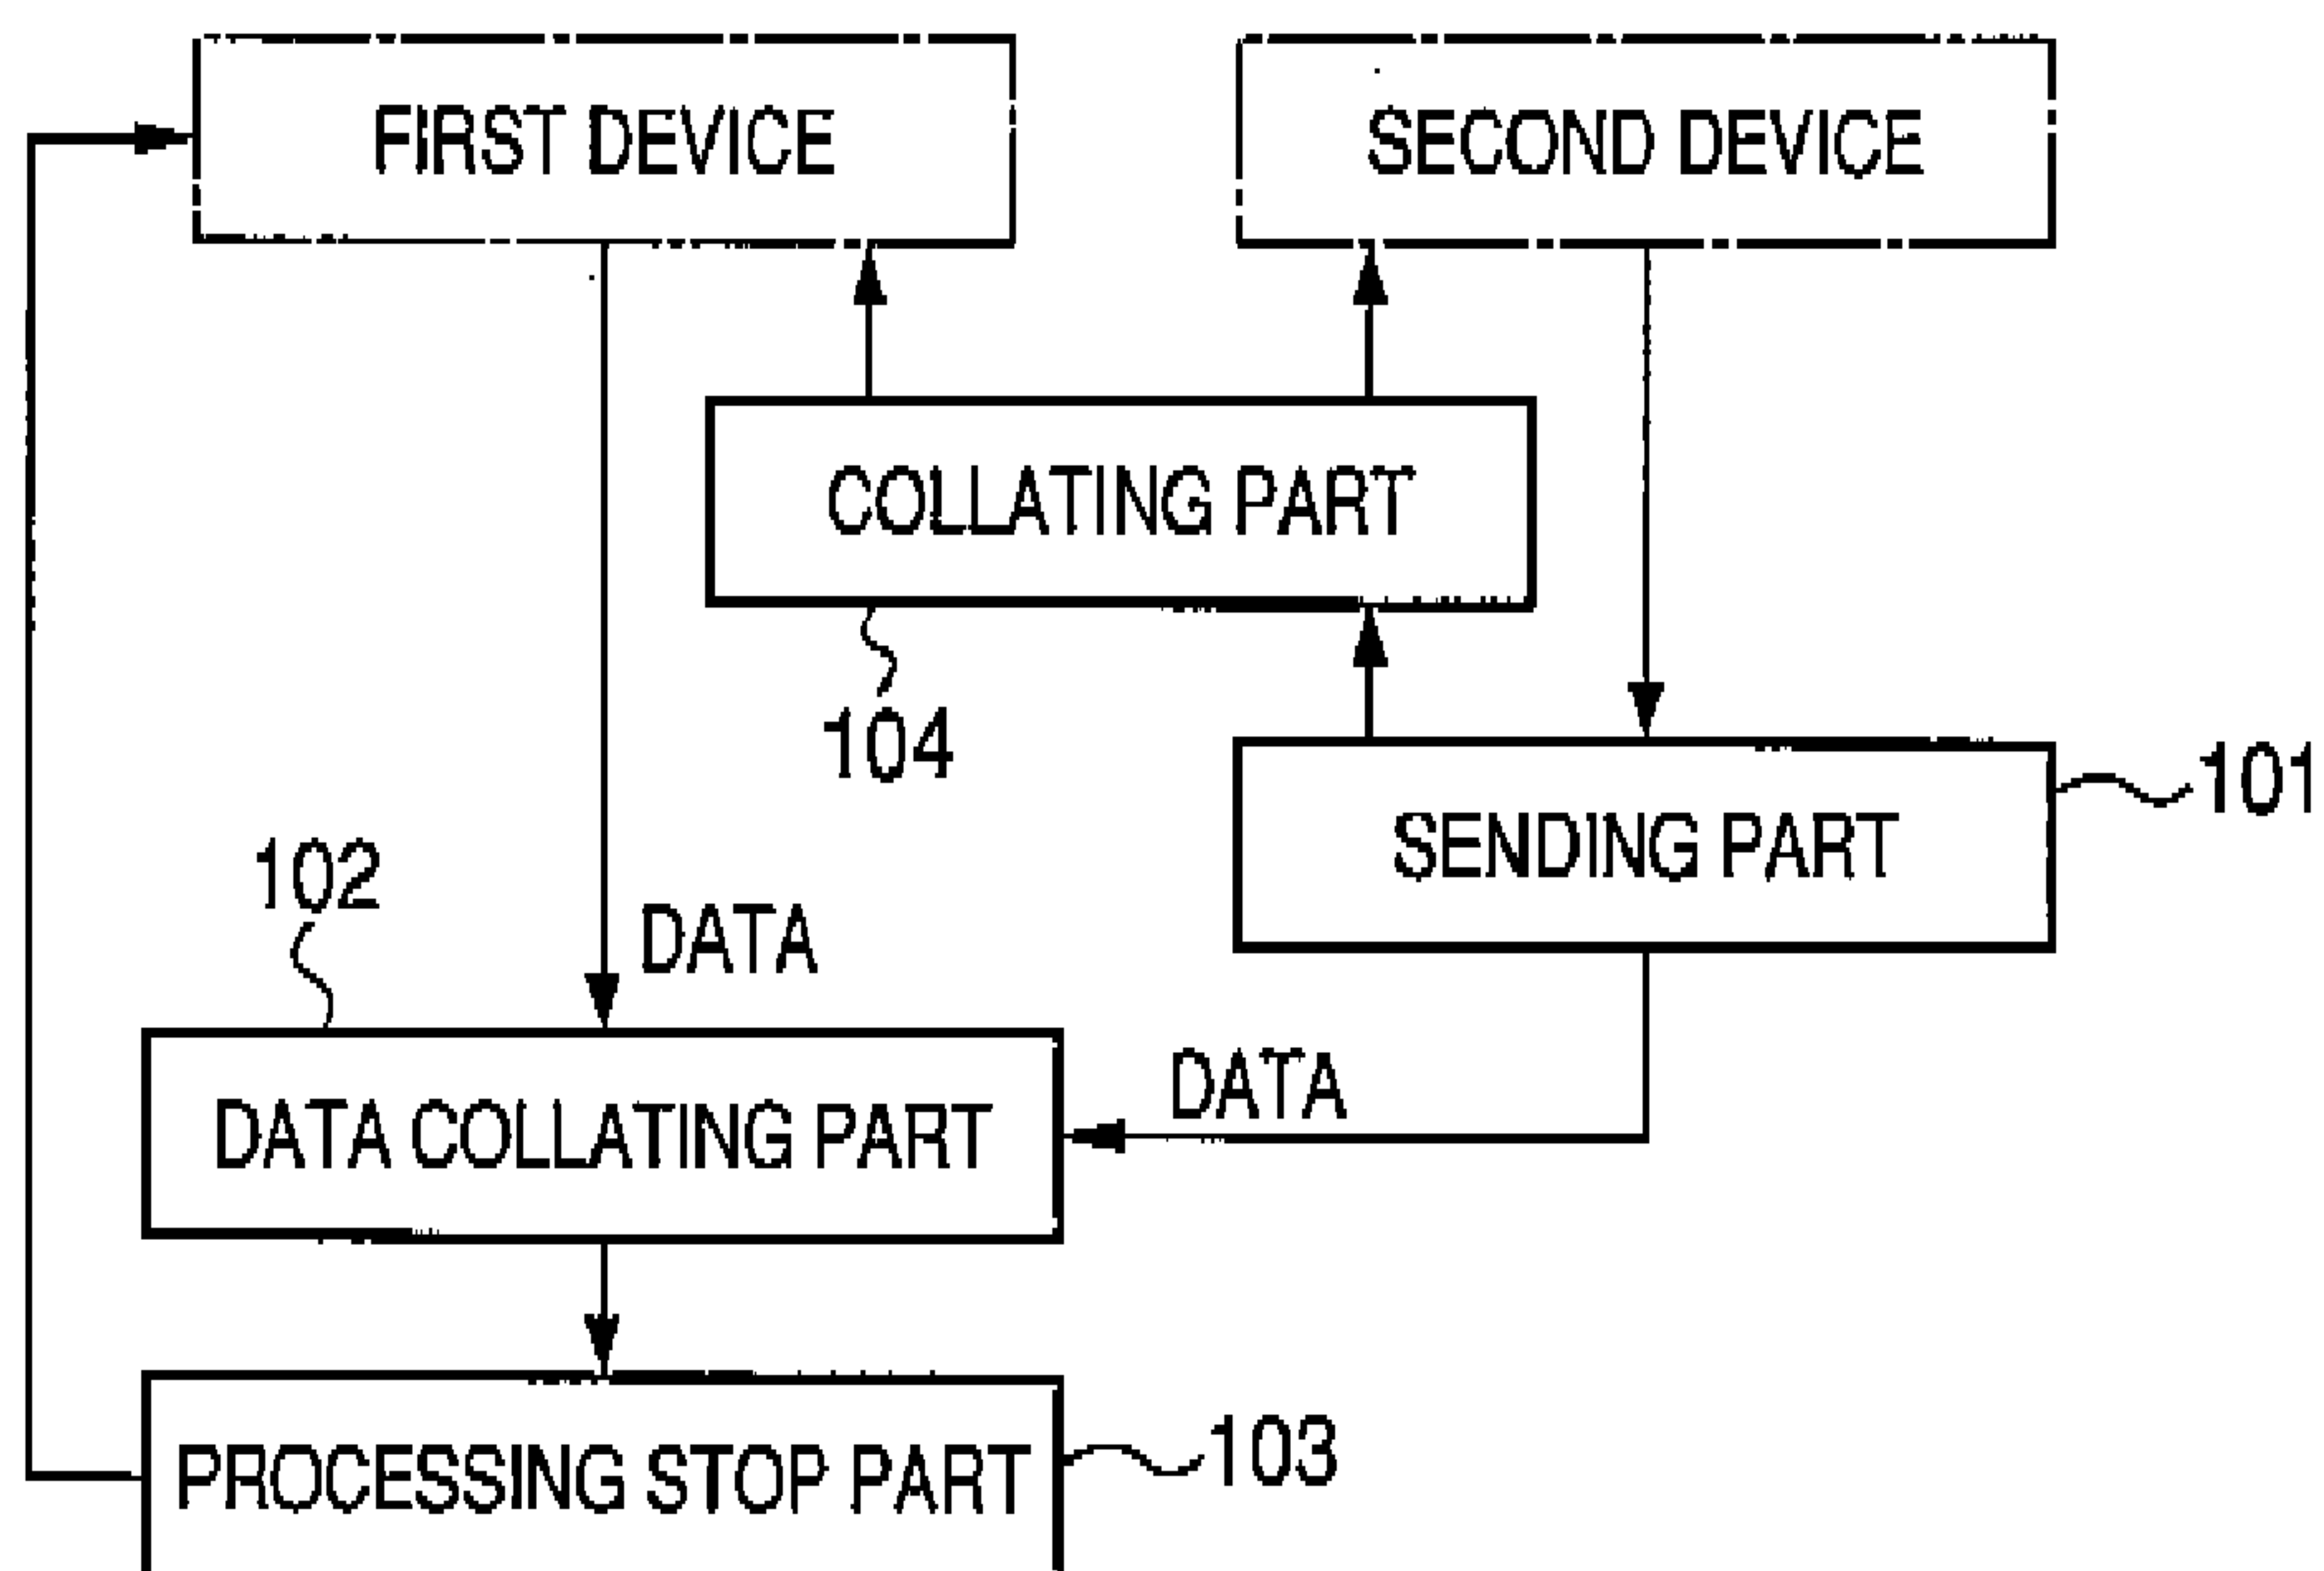 FIRST DEVICE
SECOND DEVICE
COLLATING PART
104
101
SENDING PART
102
DATA
DATA
DATA COLLATING PART
103
PROCESSING STOP PART